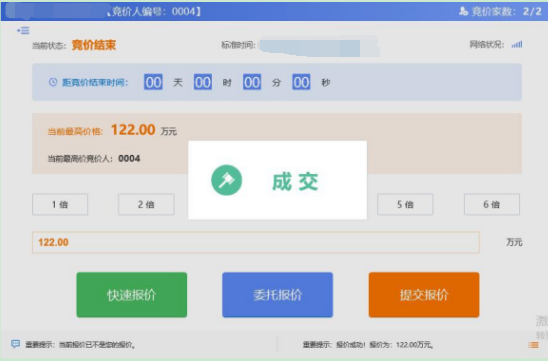 竞价人编号：0004】
竞价家数：2/2
当前状态：竞价结束
标准时间：
网络状况：
距竞价结束时间：00 天 00 时 00 分 00 秒
当前最高价格：122.00 万元
当前最高价竞价人：0004
成交
1 倍
2 倍
5 倍
6 倍
122.00
万元
快速报价
委托报价
提交报价
重要提示：当前报价已不是您的报价。
重要提示：报价成功！报价为：122.00万元。